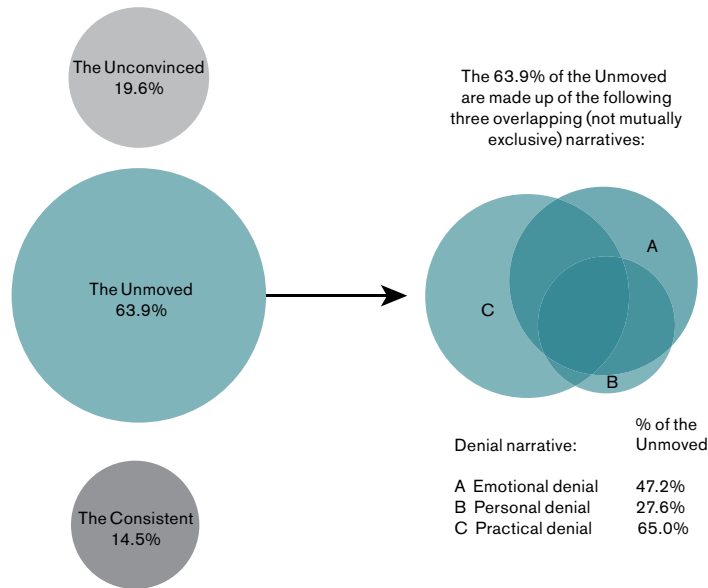 The Unconvinced
19.6%
The Unmoved
63.9%
The Consistent
14.5%
The 63.9% of the Unmoved
are made up of the following
three overlapping (not mutually
exclusive) narratives:
A
C
B
Denial narrative:
% of the
Unmoved
A Emotional denial 47.2%
B Personal denial 27.6%
C Practical denial 65.0%